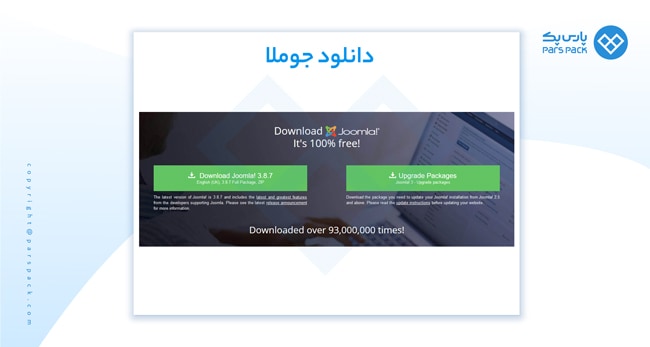 پارس پک
PARS PACK
دانلود جوملا
Download Joomla!
It's 100% free!
Download Joomla! 3.8.7
English (UK), 3.8.7 Full Package, ZIP
The latest version of Joomla! is 3.8.7 and includes the latest and greatest features
from the developers supporting Joomla. Please see the latest release announcement
for more information.
Upgrade Packages
Joomla! 3 - Upgrade packages
Download the package you need to update your Joomla! installation from Joomla! 2.5
and above. Please read the update instructions before updating your website.
Downloaded over 93,000,000 times!
copyright@parspack.com